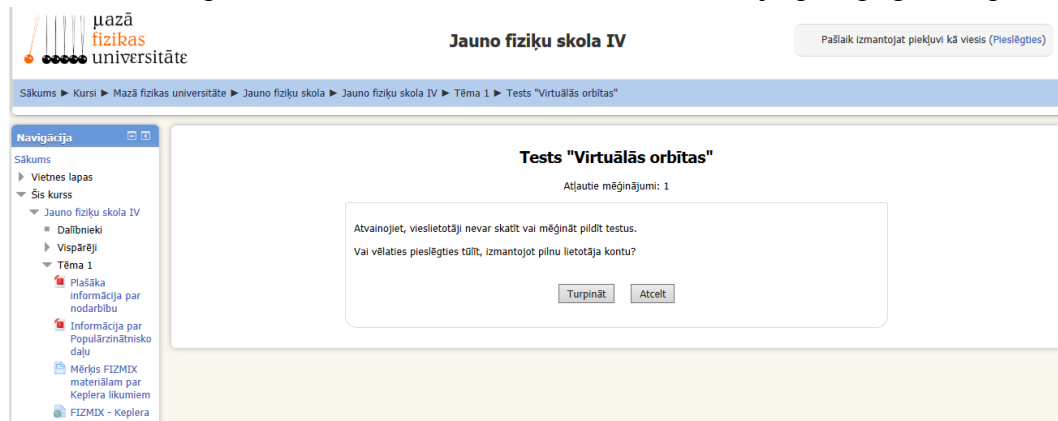 µazā
fizikas
universitāte
Jauno fiziķu skola IV
Pašlaik izmantojat piekļuvi kā viesis (Pieslēgties)
Sākums ► Kursi ► Mazā fizikas universitāte ► Jauno fiziķu skola ► Jauno fiziķu skola IV ► Tēma 1 ► Tests "Virtuālās orbītas"
Navigācija
Sākums
Vietnes lapas
Šis kurss
Jauno fiziķu skola IV
Dalībnieki
Vispārēji
Tēma 1
Plašāka
informācija par
nodarbību
Informācija par
Populārzinātnisko
daļu
Mērķis FIZMIX
materiālam par
Keplera likumiem
FIZMIX - Keplera
Tests "Virtuālās orbītas"
Atļautie mēģinājumi: 1
Atvainojiet, vieslietotāji nevar skatīt vai mēģināt pildīt testus.
Vai vēlaties pieslēgties tūlīt, izmantojot pilnu lietotāja kontu?
Turpināt
Atcelt